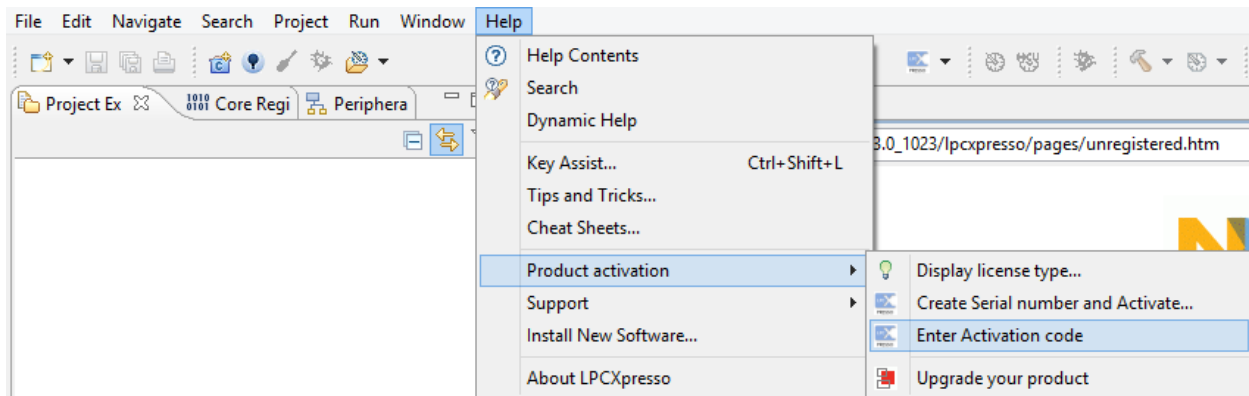 File Edit Navigate Search Project Run Window Help
Project Ex
Core Regi
Periphera
Help Contents
Search
Dynamic Help
Key Assist... Ctrl+Shift+L
Tips and Tricks...
Cheat Sheets...
Product activation
Support
Install New Software...
About LPCXpresso
3.0_1023/lpcxpresso/pages/unregistered.htm
Display license type...
Create Serial number and Activate...
Enter Activation code
Upgrade your product